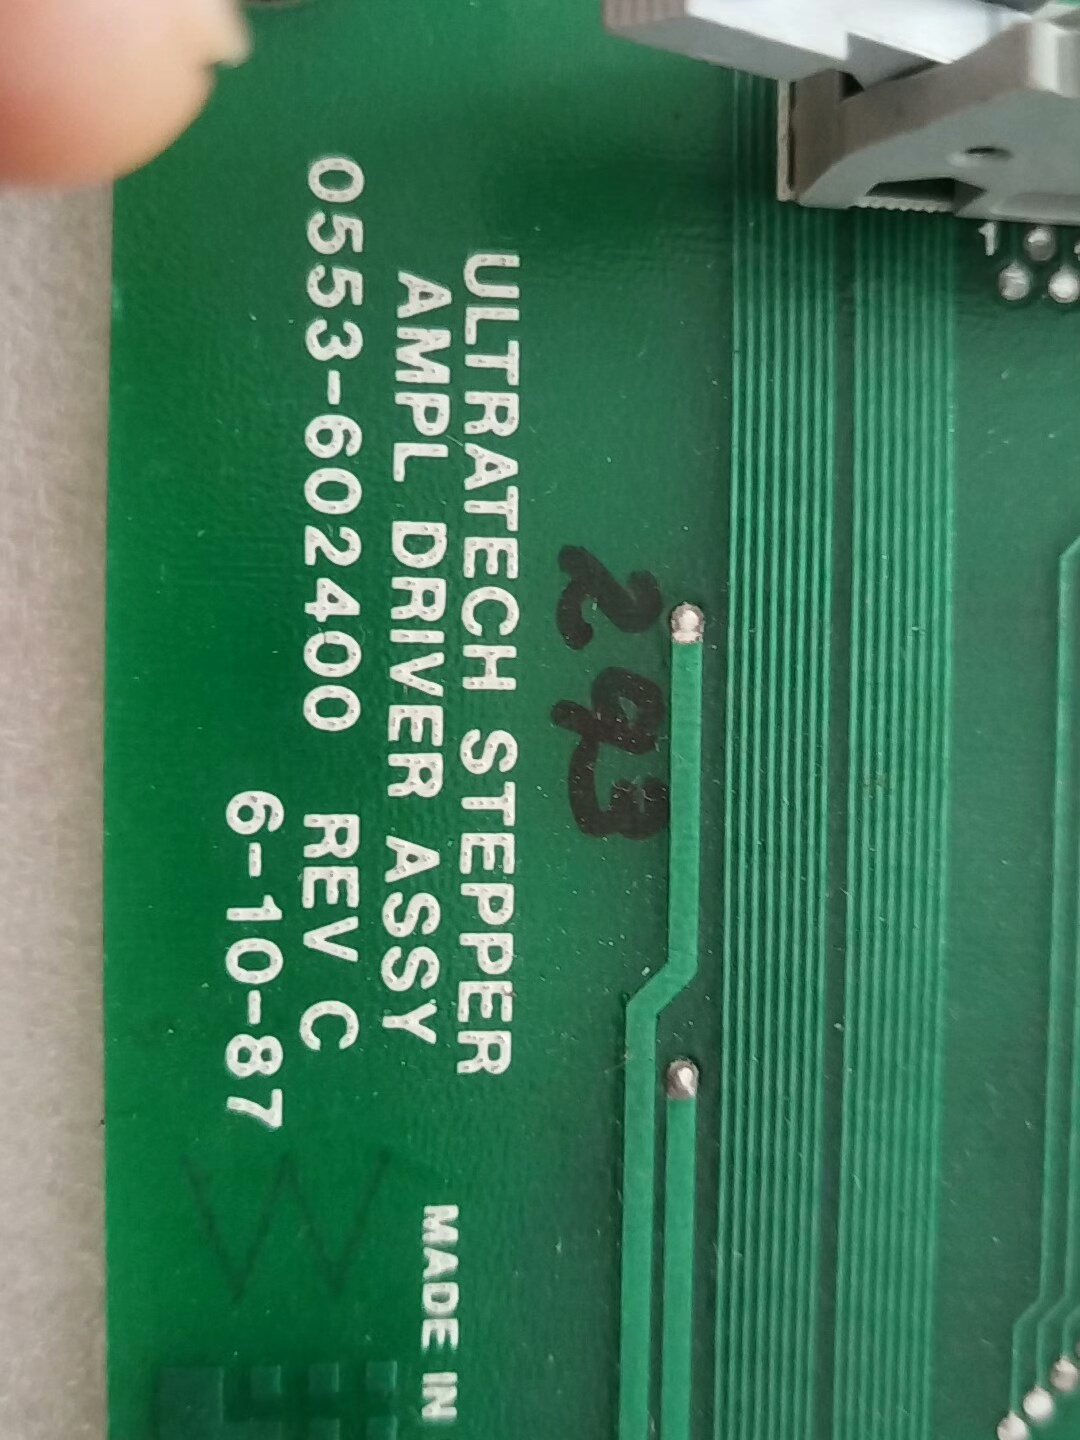 ULTRATECH STEPPER
AMPL DRIVER ASSY
0553-602400 REV C
6-10-87
MADE IN
293
W
1